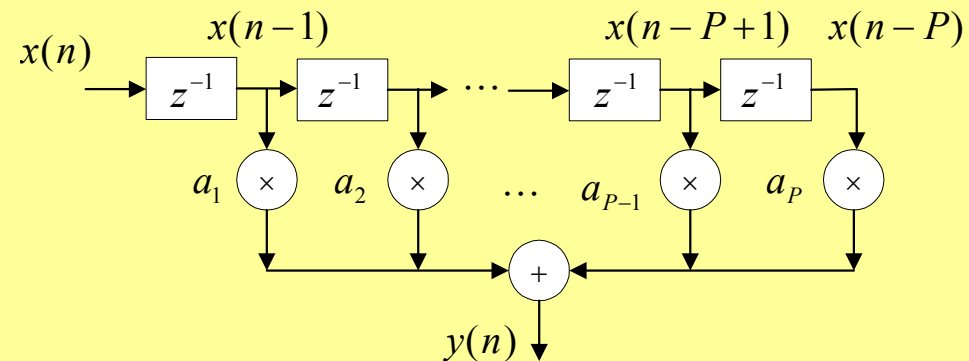 x(n-1) x(n-P+1) x(n-P)
x(n)
z⁻¹ z⁻¹ ... z⁻¹ z⁻¹
a₁ × a₂ × ... a_{P-1} × a_P ×
+
y(n)